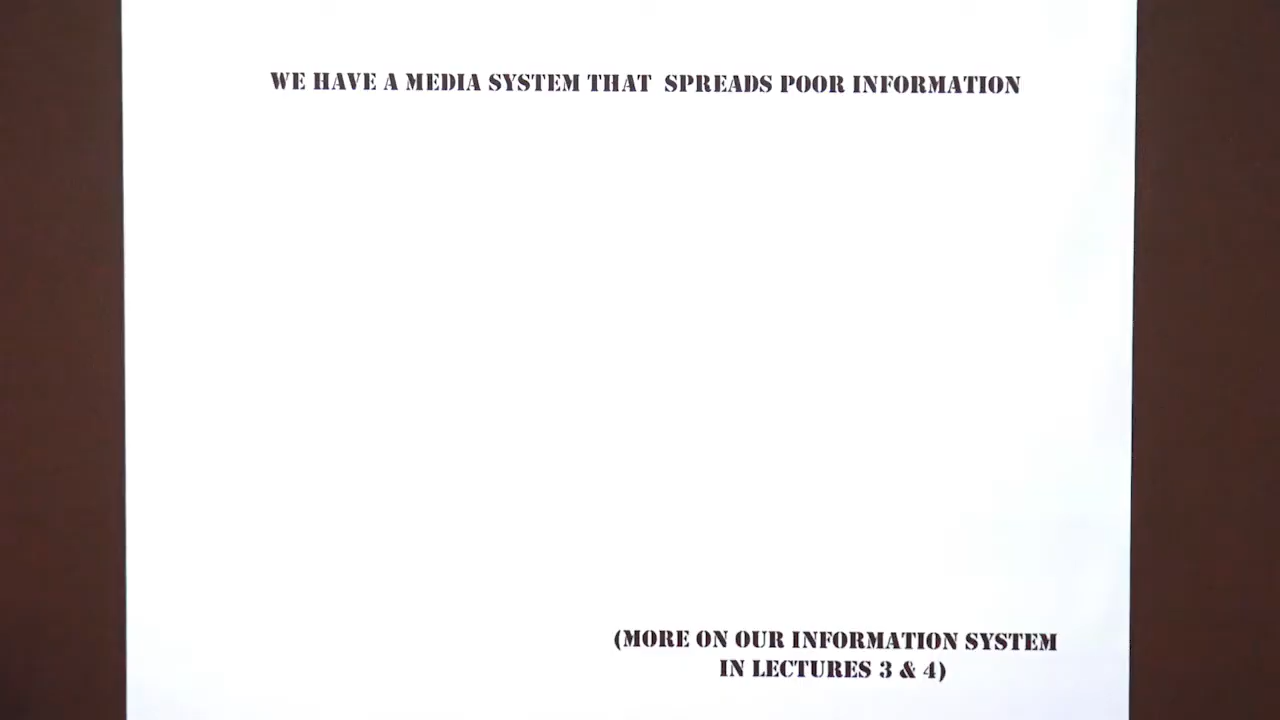 WE HAVE A MEDIA SYSTEM THAT SPREADS POOR INFORMATION
(MORE ON OUR INFORMATION SYSTEM
IN LECTURES 3 & 4)